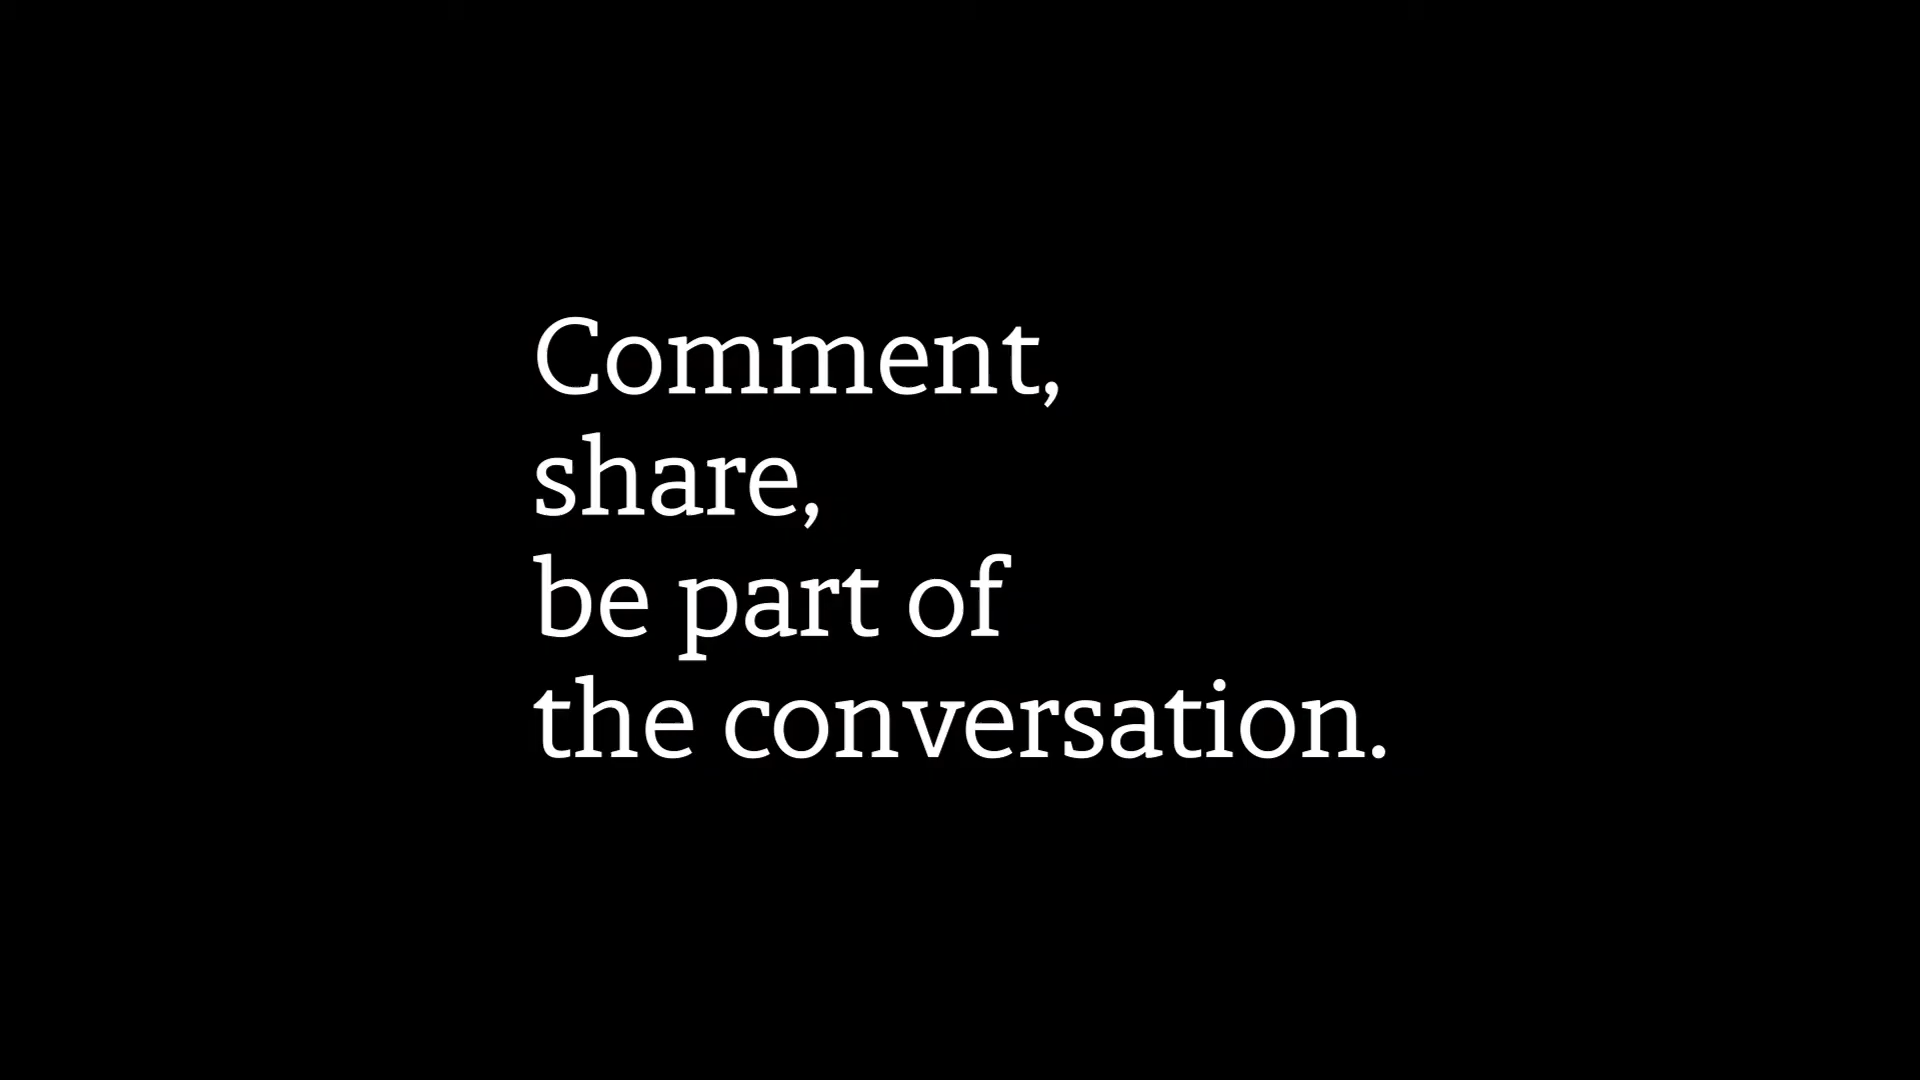 Comment,
share,
be part of
the conversation.